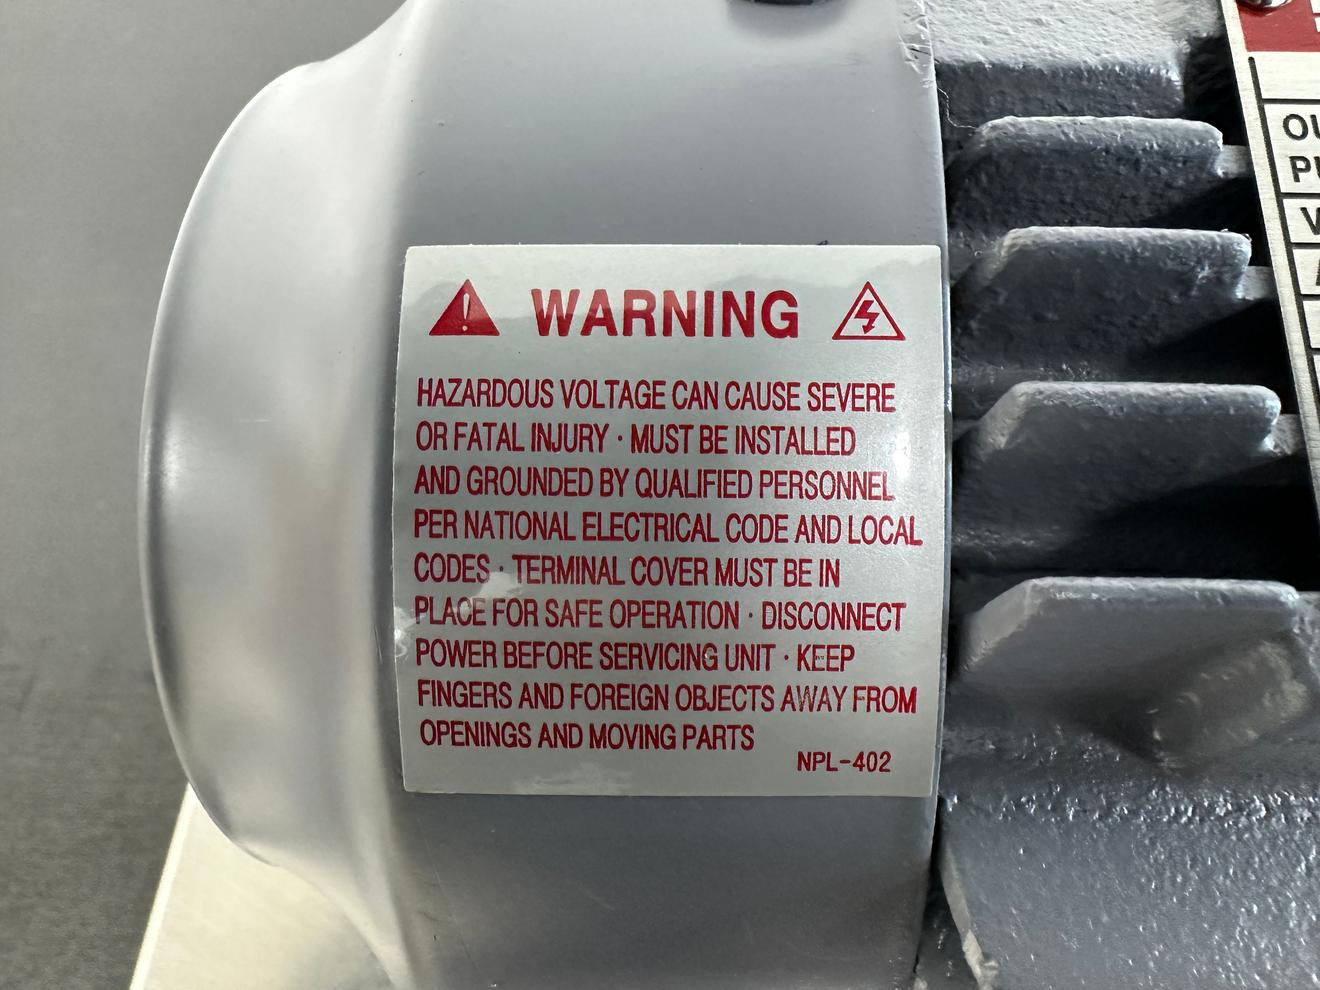 WARNING
HAZARDOUS VOLTAGE CAN CAUSE SEVERE
OR FATAL INJURY · MUST BE INSTALLED
AND GROUNDED BY QUALIFIED PERSONNEL
PER NATIONAL ELECTRICAL CODE AND LOCAL
CODES · TERMINAL COVER MUST BE IN
PLACE FOR SAFE OPERATION · DISCONNECT
POWER BEFORE SERVICING UNIT · KEEP
FINGERS AND FOREIGN OBJECTS AWAY FROM
OPENINGS AND MOVING PARTS
NPL-402